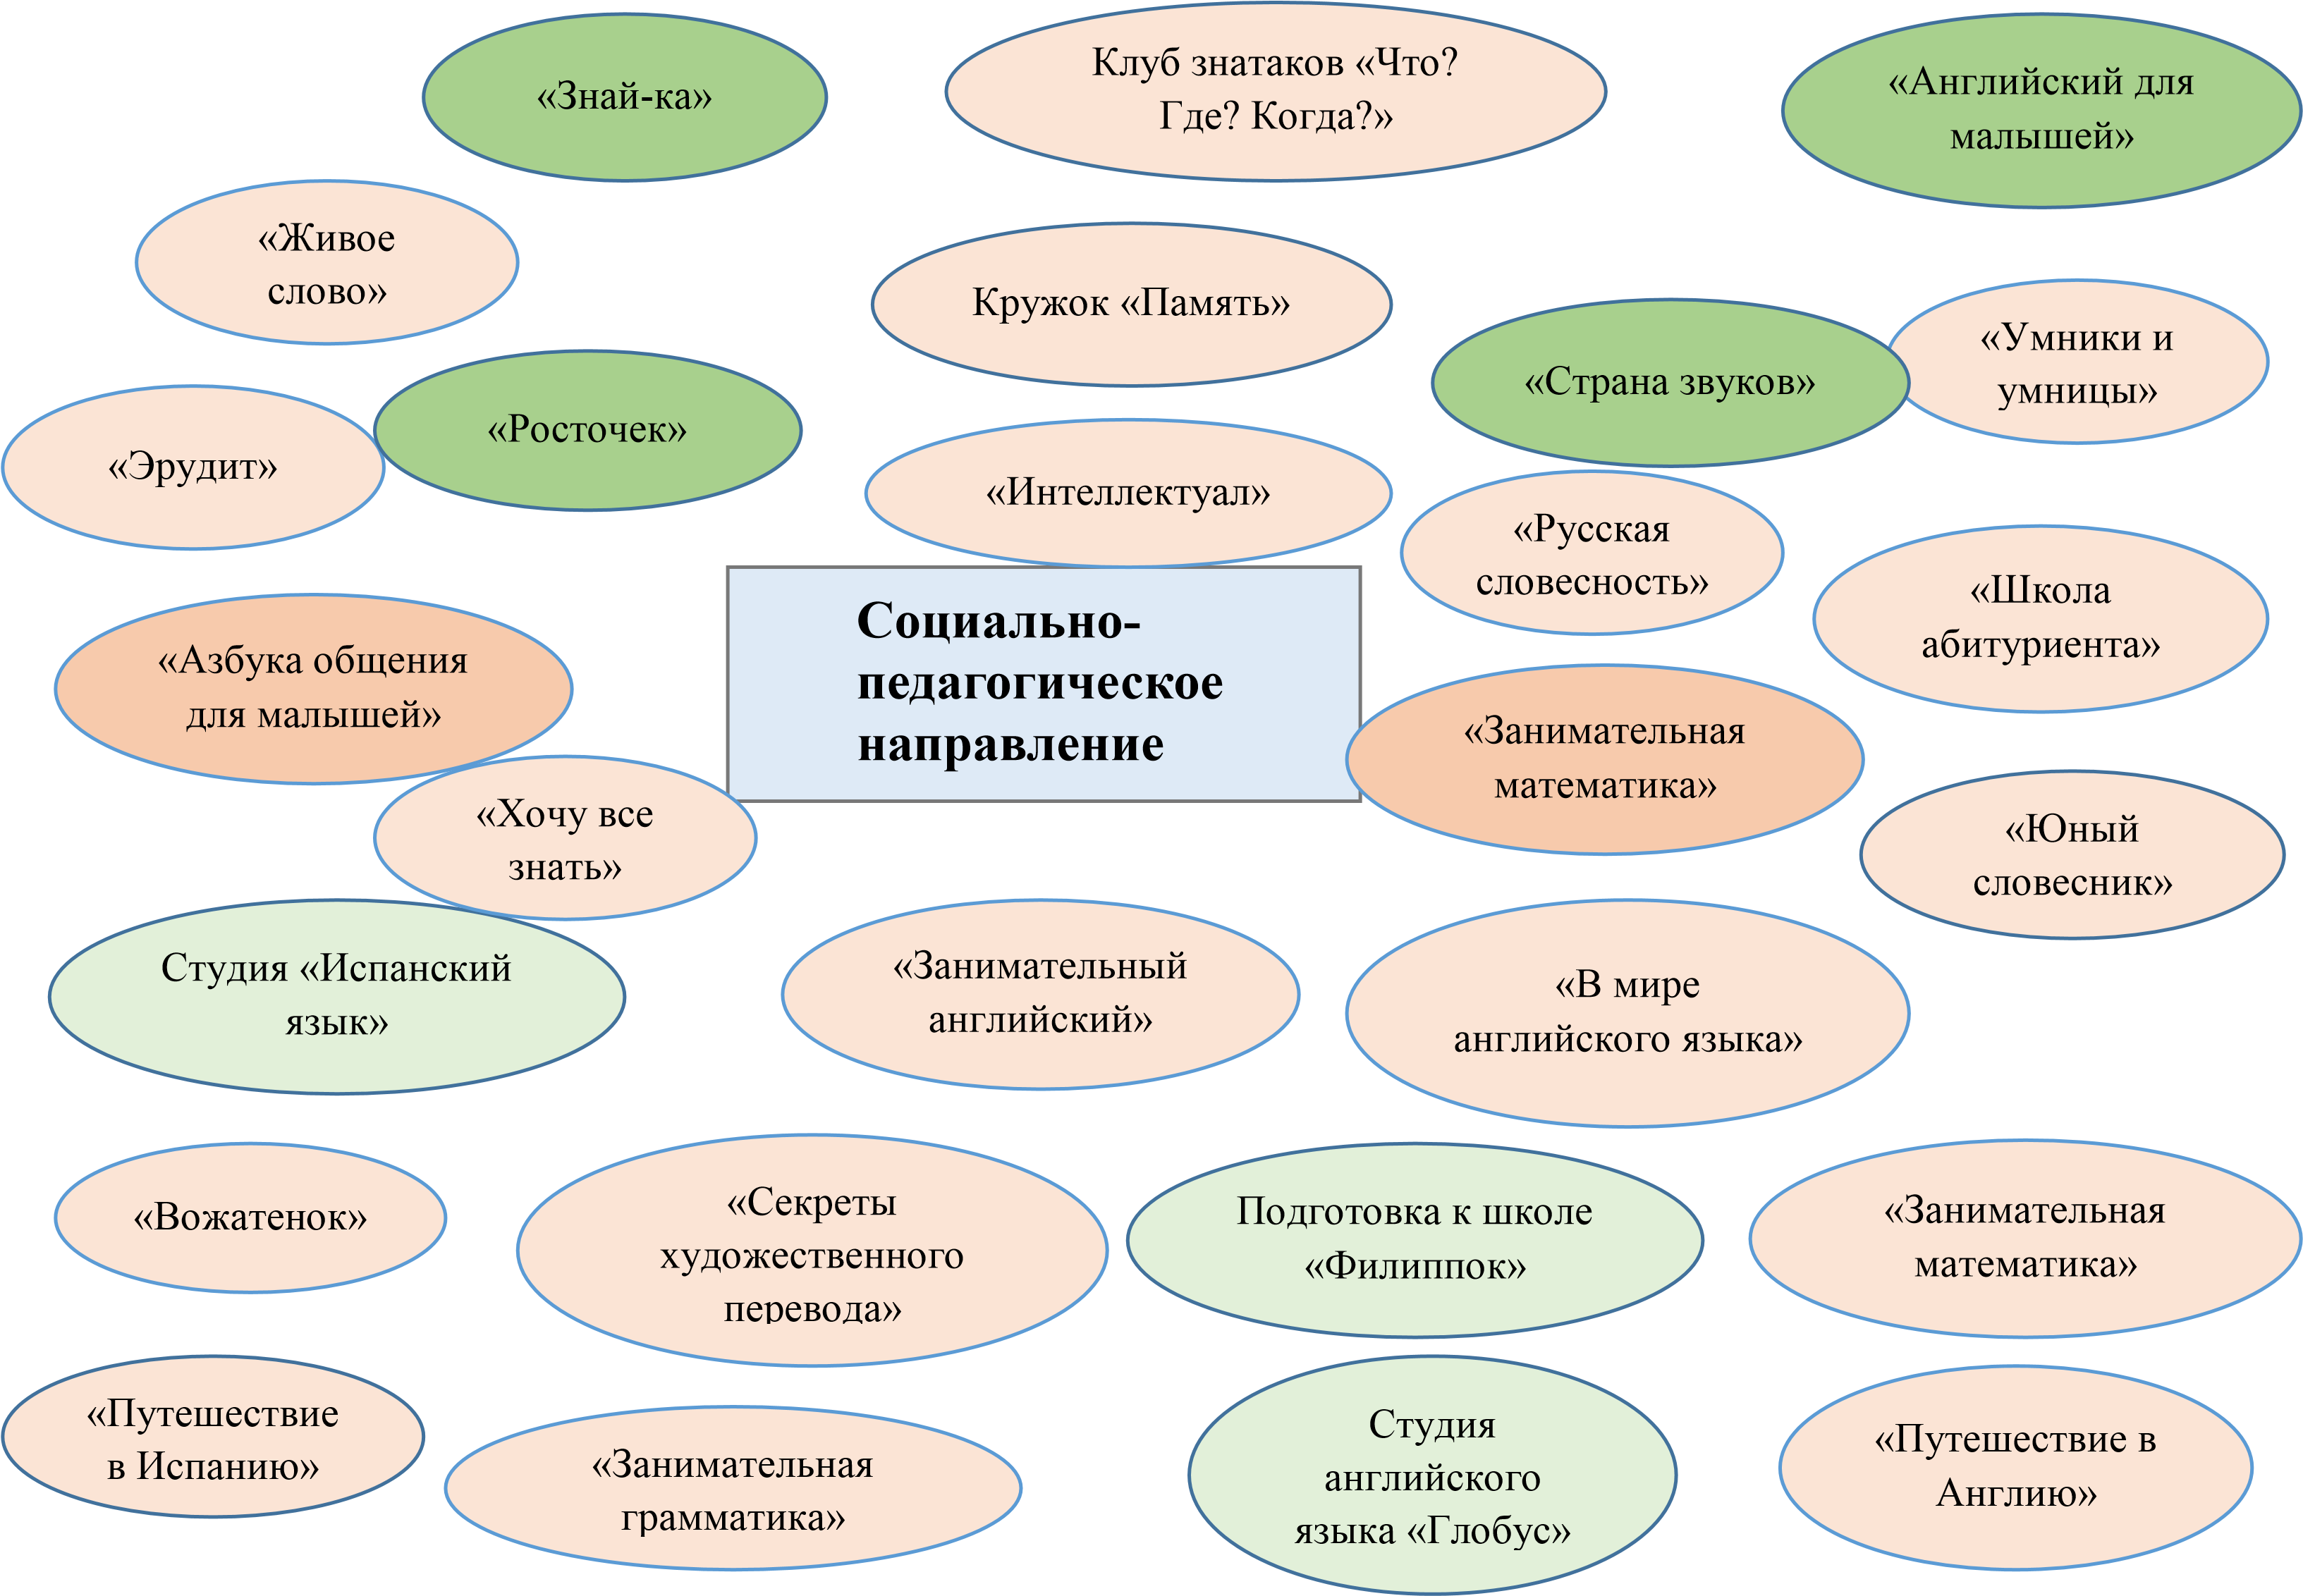 «Знай-ка»
Клуб знатаков «Что?
Где? Когда?»
«Английский для
малышей»
«Живое
слово»
Кружок «Память»
«Страна звуков»
«Умники и
умницы»
«Эрудит»
«Росточек»
«Интеллектуал»
«Русская
словесность»
«Школа
абитуриента»
«Азбука общения
для малышей»
Социально-
педагогическое
направление
«Занимательная
математика»
«Хочу все
знать»
«Юный
словесник»
Студия «Испанский
язык»
«Занимательный
английский»
«В мире
английского языка»
«Вожатенок»
«Секреты
художественного
перевода»
Подготовка к школе
«Филиппок»
«Занимательная
математика»
«Путешествие
в Испанию»
«Занимательная
грамматика»
Студия
английского
языка «Глобус»
«Путешествие в
Англию»